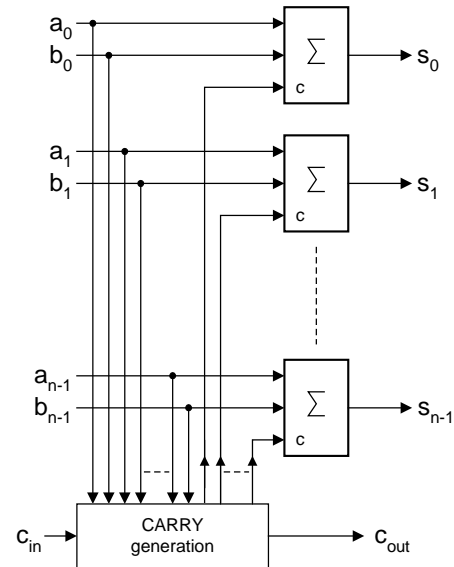 a0
b0
Σ
c
s0
a1
b1
Σ
c
s1
an-1
bn-1
Σ
c
sn-1
cin
CARRY
generation
cout